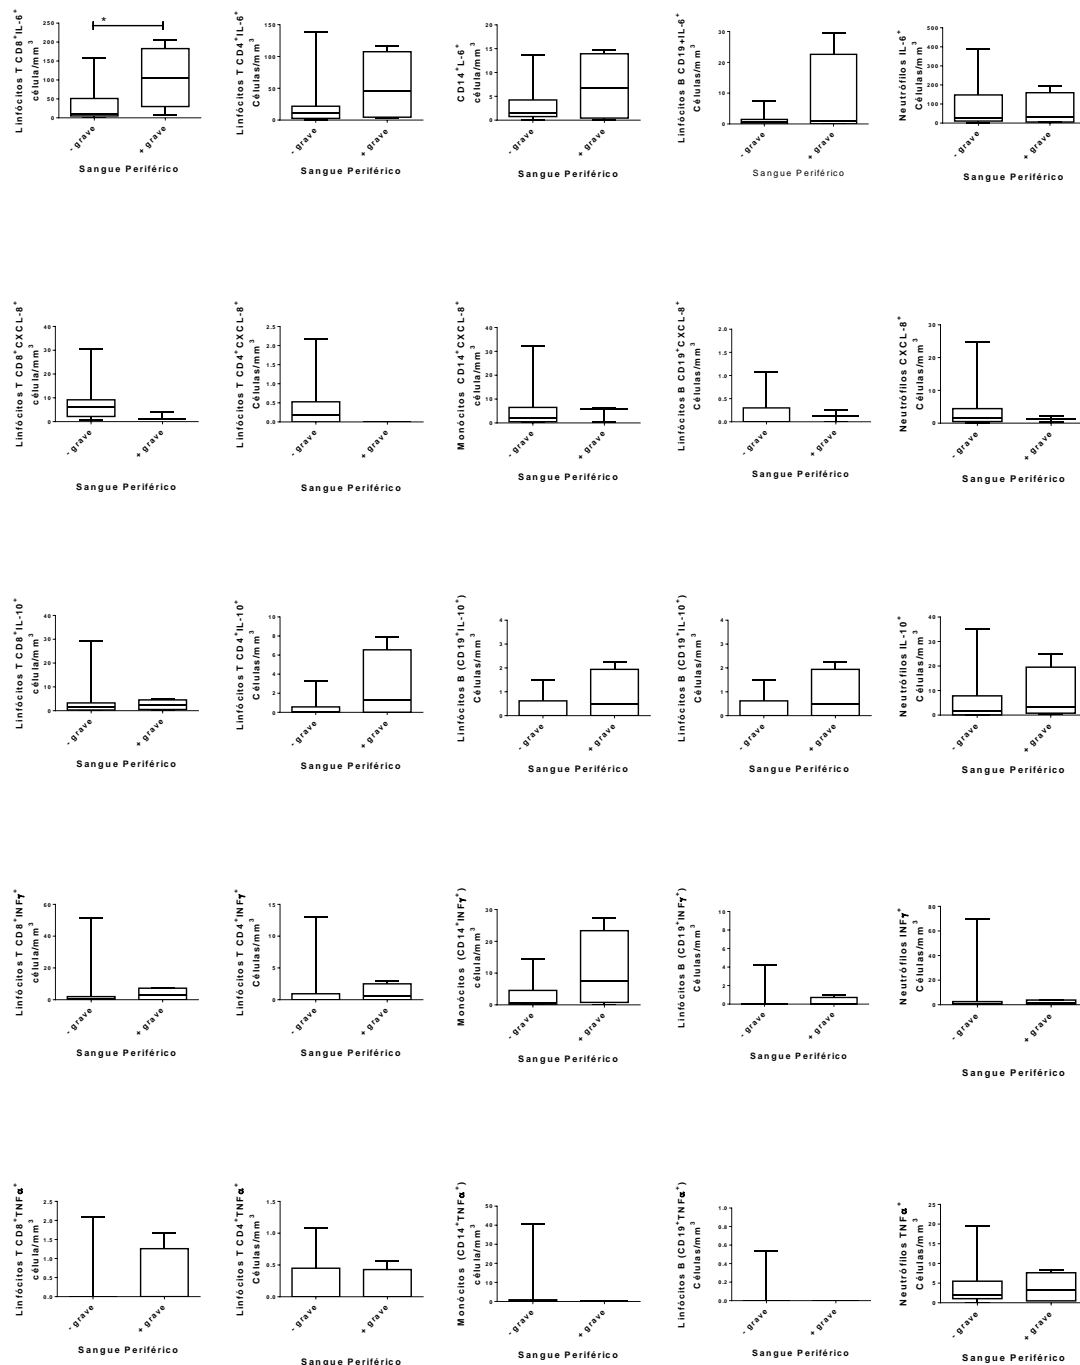 Linfócitos T CD8+IL-6+
célula/mm3
250
200
150
100
50
0
*
- grave
+ grave
Sangue Periférico
Linfócitos T CD4+IL-6+
Células/mm3
150
100
50
0
- grave
+ grave
Sangue Periférico
CD14+L-6+
célula/mm3
20
15
10
5
0
- grave
+ grave
Sangue Periférico
Linfócitos B CD19+IL-6+
Células/mm3
30
20
10
0
- grave
+ grave
Sangue Periférico
Neutrófilos IL-6+
Células/mm3
500
400
300
200
100
0
- grave
+ grave
Sangue Periférico
Linfócitos T CD8+CXCL-8+
célula/mm3
40
30
20
10
0
- grave
+ grave
Sangue Periférico
Linfócitos T CD4+CXCL-8+
Células/mm3
2.5
2.0
1.5
1.0
0.5
0.0
- grave
+ grave
Sangue Periférico
Monócitos CD14+CXCL-8+
célula/mm3
40
30
20
10
0
- grave
+ grave
Sangue Periférico
Linfócitos B CD19+CXCL-8+
Células/mm3
2.0
1.5
1.0
0.5
0.0
- grave
+ grave
Sangue Periférico
Neutrófilos CXCL-8+
Células/mm3
30
20
10
0
- grave
+ grave
Sangue Periférico
Linfócitos T CD8+IL-10+
célula/mm3
40
30
20
10
0
- grave
+ grave
Sangue Periférico
Linfócitos T CD4+IL-10+
Células/mm3
10
8
6
4
2
0
- grave
+ grave
Sangue Periférico
Linfócitos B (CD19+IL-10+)
Células/mm3
4
3
2
1
0
- grave
+ grave
Sangue Periférico
Linfócitos B (CD19+IL-10+)
Células/mm3
4
3
2
1
0
- grave
+ grave
Sangue Periférico
Neutrófilos IL-10+
Células/mm3
40
30
20
10
0
- grave
+ grave
Sangue Periférico
Linfócitos T CD8+INFγ+
célula/mm3
60
40
20
0
- grave
+ grave
Sangue Periférico
Linfócitos T CD4+INFγ+
Células/mm3
15
10
5
0
- grave
+ grave
Sangue Periférico
Monócitos (CD14+INFγ+)
célula/mm3
30
20
10
0
- grave
+ grave
Sangue Periférico
Linfócitos B (CD19+INFγ+)
Células/mm3
10
8
6
4
2
0
- grave
+ grave
Sangue Periférico
Neutrófilos INFγ+
Células/mm3
80
60
40
20
0
- grave
+ grave
Sangue Periférico
Linfócitos T CD8+TNFα+
célula/mm3
2.5
2.0
1.5
1.0
0.5
0.0
- grave
+ grave
Sangue Periférico
Linfócitos T CD4+TNFα+
Células/mm3
1.5
1.0
0.5
0.0
- grave
+ grave
Sangue Periférico
Monócitos (CD14+TNFα+)
célula/mm3
50
40
30
20
10
0
- grave
+ grave
Sangue Periférico
Linfócitos B (CD19+TNFα+)
Células/mm3
1.0
0.8
0.6
0.4
0.2
0.0
- grave
+ grave
Sangue Periférico
Neutrófilos TNFα+
Células/mm3
25
20
15
10
5
0
- grave
+ grave
Sangue Periférico